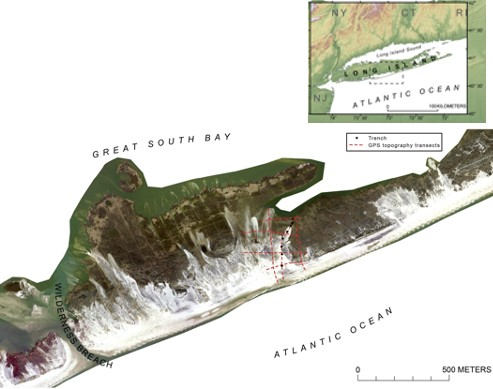 NY
CT
RI
Long Island Sound
LONG ISLAND
NJ
ATLANTIC OCEAN
100 KILOMETERS
0
GREAT SOUTH BAY
Trench
GPS topography transects
WILDERNESS BREACH
ATLANTIC OCEAN
0
500 METERS